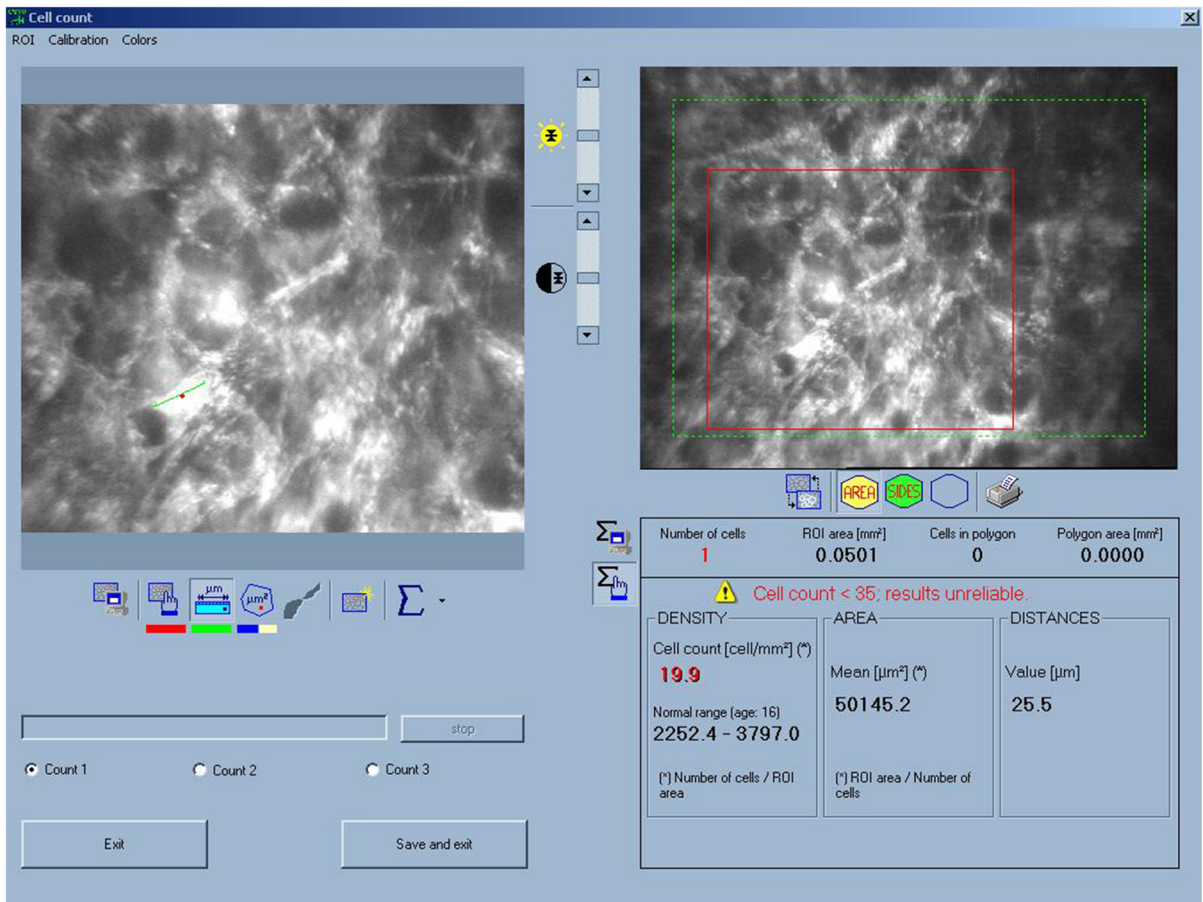 Cell count
ROI Calibration Colors
µm
µm²
AREA
SIDES
Number of cells
1
ROI area [mm²]
0.0501
Cells in polygon
0
Polygon area [mm²]
0.0000
Cell count < 35; results unreliable.
DENSITY
Cell count [cell/mm²] (*)
19.9
Normal range (age: 16)
2252.4 - 3797.0
(*) Number of cells / ROI
area
AREA
Mean [µm²] (*)
50145.2
(*) ROI area / Number of
cells
DISTANCES
Value [µm]
25.5
stop
Count 1
Count 2
Count 3
Exit
Save and exit